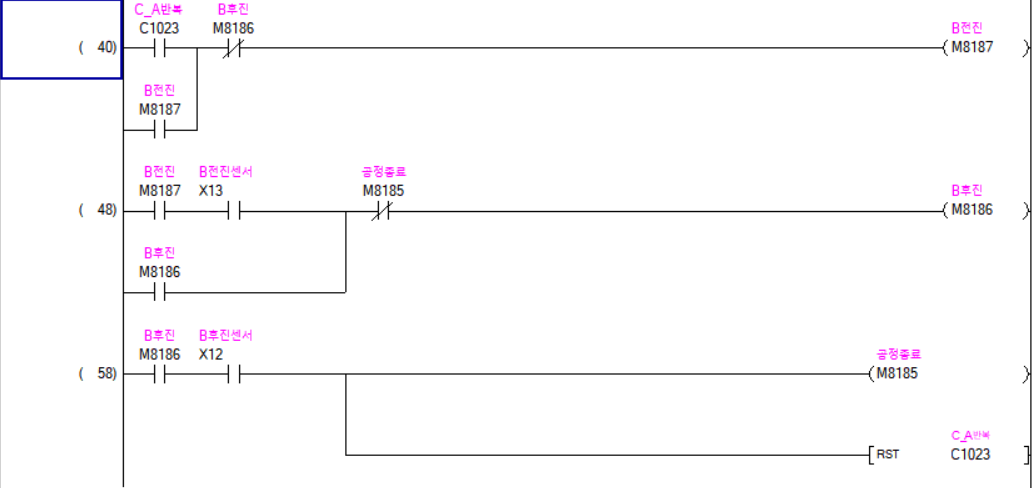 C_A반복 B후진
C1023 M8186
B전진
( 40) ( M8187 )
B전진
M8187
B전진 B전진센서 공정종료
M8187 X13 M8185
B후진
( 48) ( M8186 )
B후진
M8186
B후진 B후진센서
M8186 X12
공정종료
( 58) ( M8185 )
C_A반복
[ RST C1023 ]